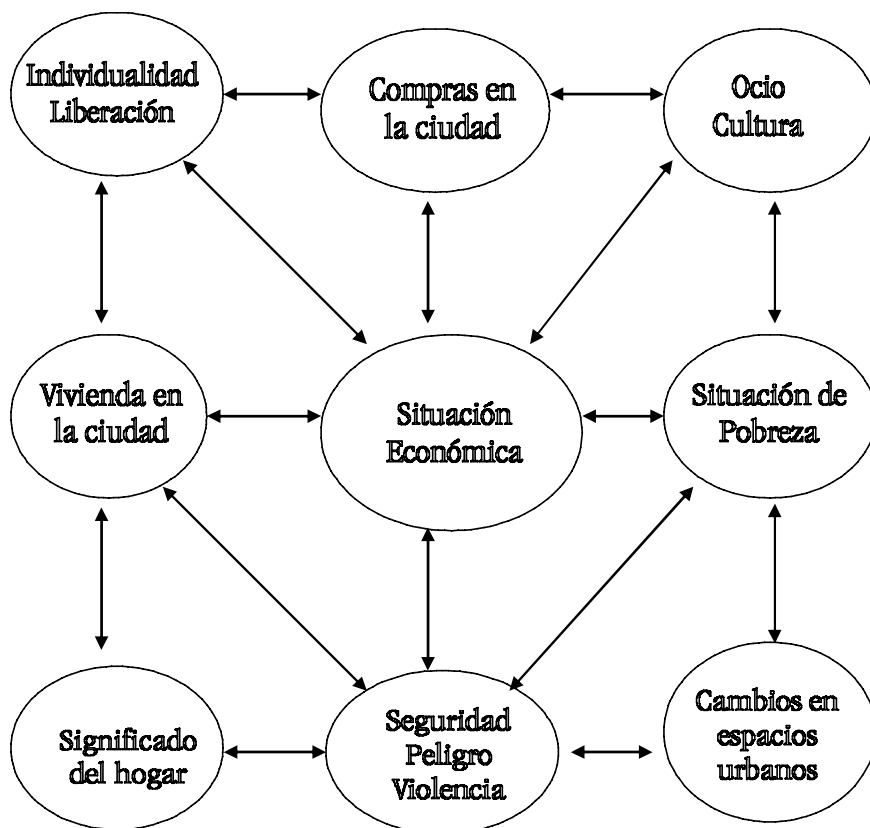 Individualidad
Liberación
Compras en
la ciudad
Ocio
Cultura
Vivienda en
la ciudad
Situación
Económica
Situación de
Pobreza
Significado
del hogar
Seguridad
Peligro
Violencia
Cambios en
espacios
urbanos